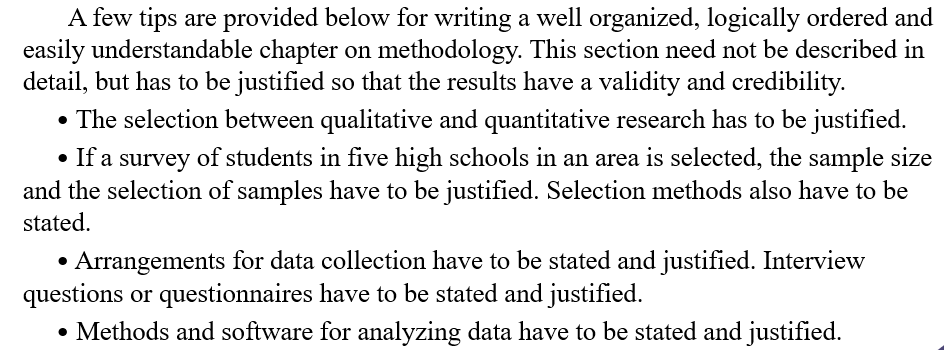 A few tips are provided below for writing a well organized, logically ordered and
easily understandable chapter on methodology. This section need not be described in
detail, but has to be justified so that the results have a validity and credibility.
• The selection between qualitative and quantitative research has to be justified.
• If a survey of students in five high schools in an area is selected, the sample size
and the selection of samples have to be justified. Selection methods also have to be
stated.
• Arrangements for data collection have to be stated and justified. Interview
questions or questionnaires have to be stated and justified.
• Methods and software for analyzing data have to be stated and justified.